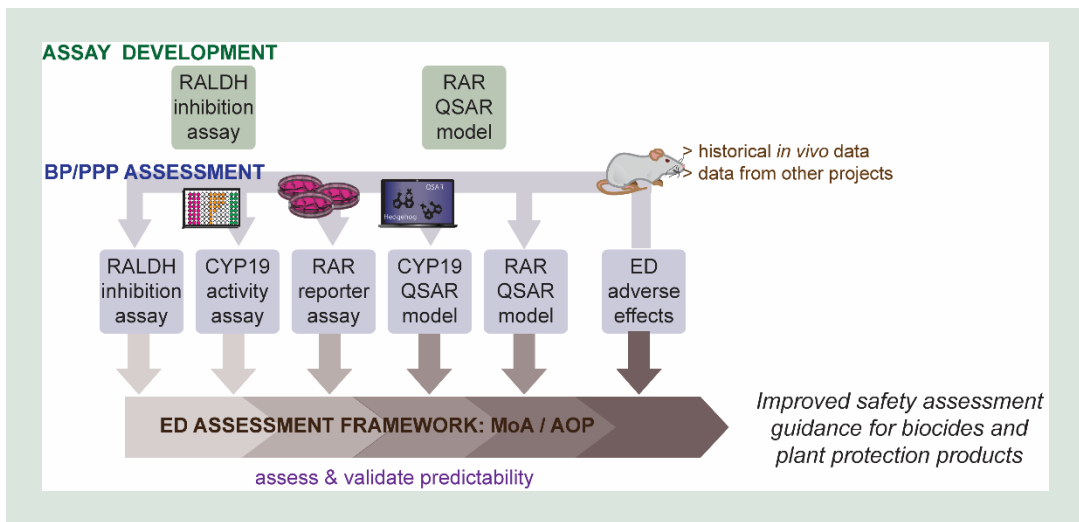 ASSAY DEVELOPMENT
RALDH
inhibition
assay
RAR
QSAR
model
BP/PPP ASSESSMENT
> historical in vivo data
> data from other projects
Hedgehog
RALDH
inhibition
assay
CYP19
activity
assay
RAR
reporter
assay
CYP19
QSAR
model
RAR
QSAR
model
ED
adverse
effects
ED ASSESSMENT FRAMEWORK: MoA / AOP
assess & validate predictability
Improved safety assessment
guidance for biocides and
plant protection products